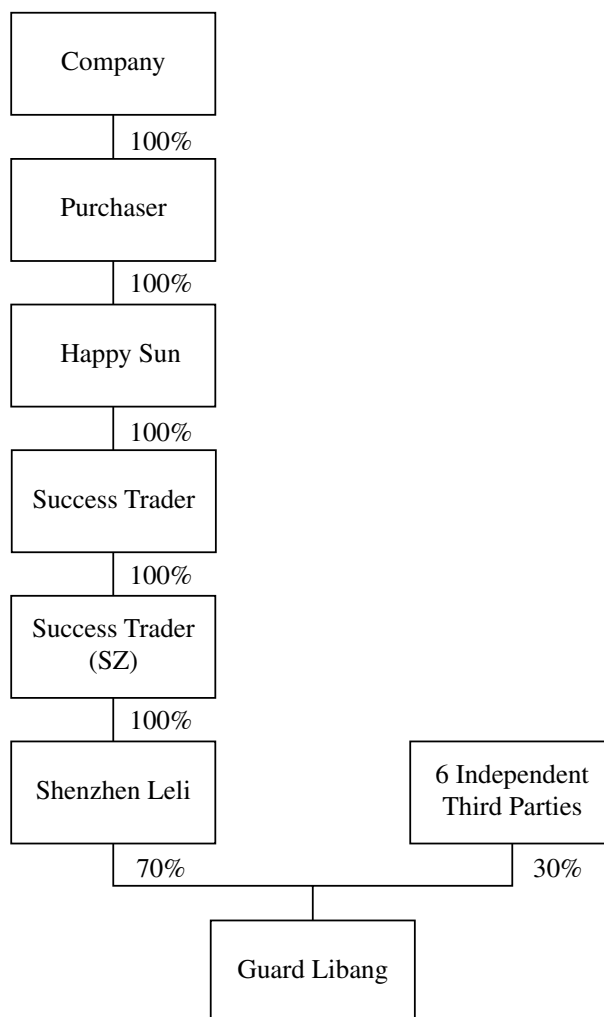 Company
100%
Purchaser
100%
Happy Sun
100%
Success Trader
100%
Success Trader
(SZ)
100%
Shenzhen Leli
6 Independent
Third Parties
70%
30%
Guard Libang